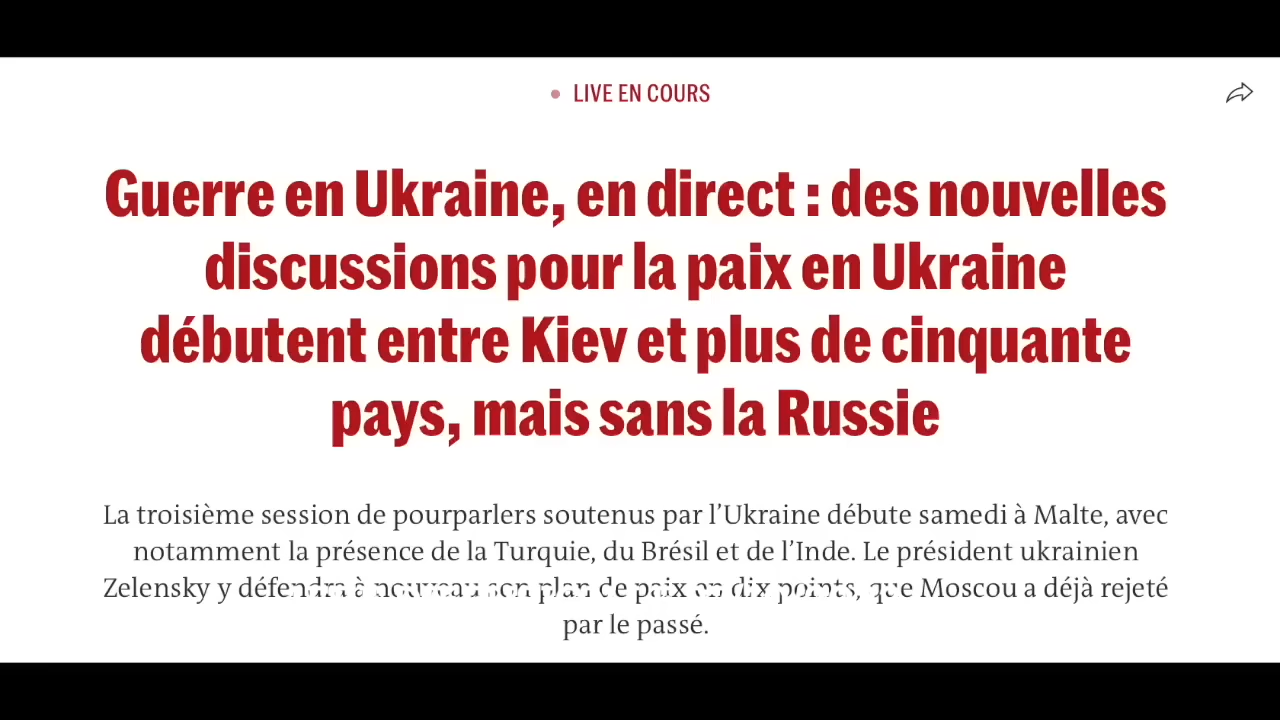 LIVE EN COURS
Guerre en Ukraine, en direct : des nouvelles
discussions pour la paix en Ukraine
débutent entre Kiev et plus de cinquante
pays, mais sans la Russie
La troisième session de pourparlers soutenus par l’Ukraine débute samedi à Malte, avec
notamment la présence de la Turquie, du Brésil et de l’Inde. Le président ukrainien
Zelensky y défendra à nouveau son plan de paix en dix points, que Moscou a déjà rejeté
par le passé.